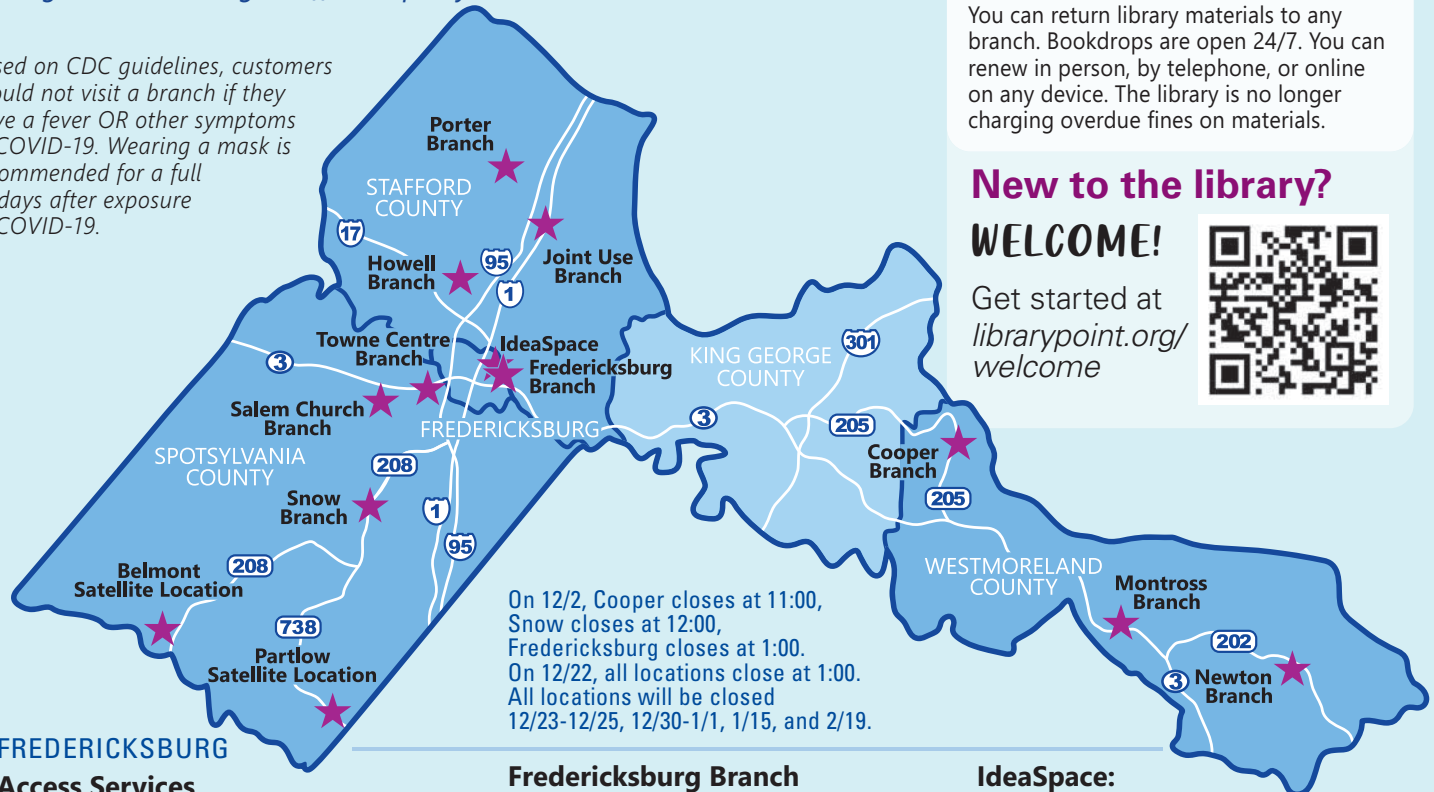 sed on CDC guidelines, customers
ould not visit a branch if they
ve a fever OR other symptoms
COVID-19. Wearing a mask is
commended for a full
days after exposure
COVID-19.
You can return library materials to any
branch. Bookdrops are open 24/7. You can
renew in person, by telephone, or online
on any device. The library is no longer
charging overdue fines on materials.
New to the library?
WELCOME!
Get started at
librarypoint.org/
welcome
Porter
Branch
STAFFORD
COUNTY
17
95
Joint Use
Branch
Howell
Branch
1
Towne Centre
Branch
IdeaSpace
Fredericksburg
Branch
3
Salem Church
Branch
FREDERICKSBURG
SPOTSYLVANIA
COUNTY
208
Snow
Branch
1
95
Belmont
Satellite Location
208
738
Partlow
Satellite Location
KING GEORGE
COUNTY
301
3
205
Cooper
Branch
205
WESTMORELAND
COUNTY
Montross
Branch
202
3
Newton
Branch
On 12/2, Cooper closes at 11:00,
Snow closes at 12:00,
Fredericksburg closes at 1:00.
On 12/22, all locations close at 1:00.
All locations will be closed
12/23-12/25, 12/30-1/1, 1/15, and 2/19.
FREDERICKSBURG
Access Services
Fredericksburg Branch
IdeaSpace: